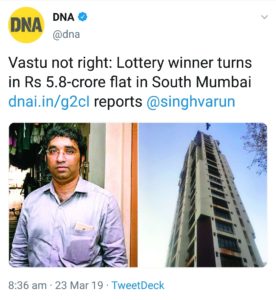 DNA
DNA
@dna
Vastu not right: Lottery winner turns
in Rs 5.8-crore flat in South Mumbai
dnai.in/g2cI reports @singhvarun
8:36 am · 23 Mar 19 · TweetDeck